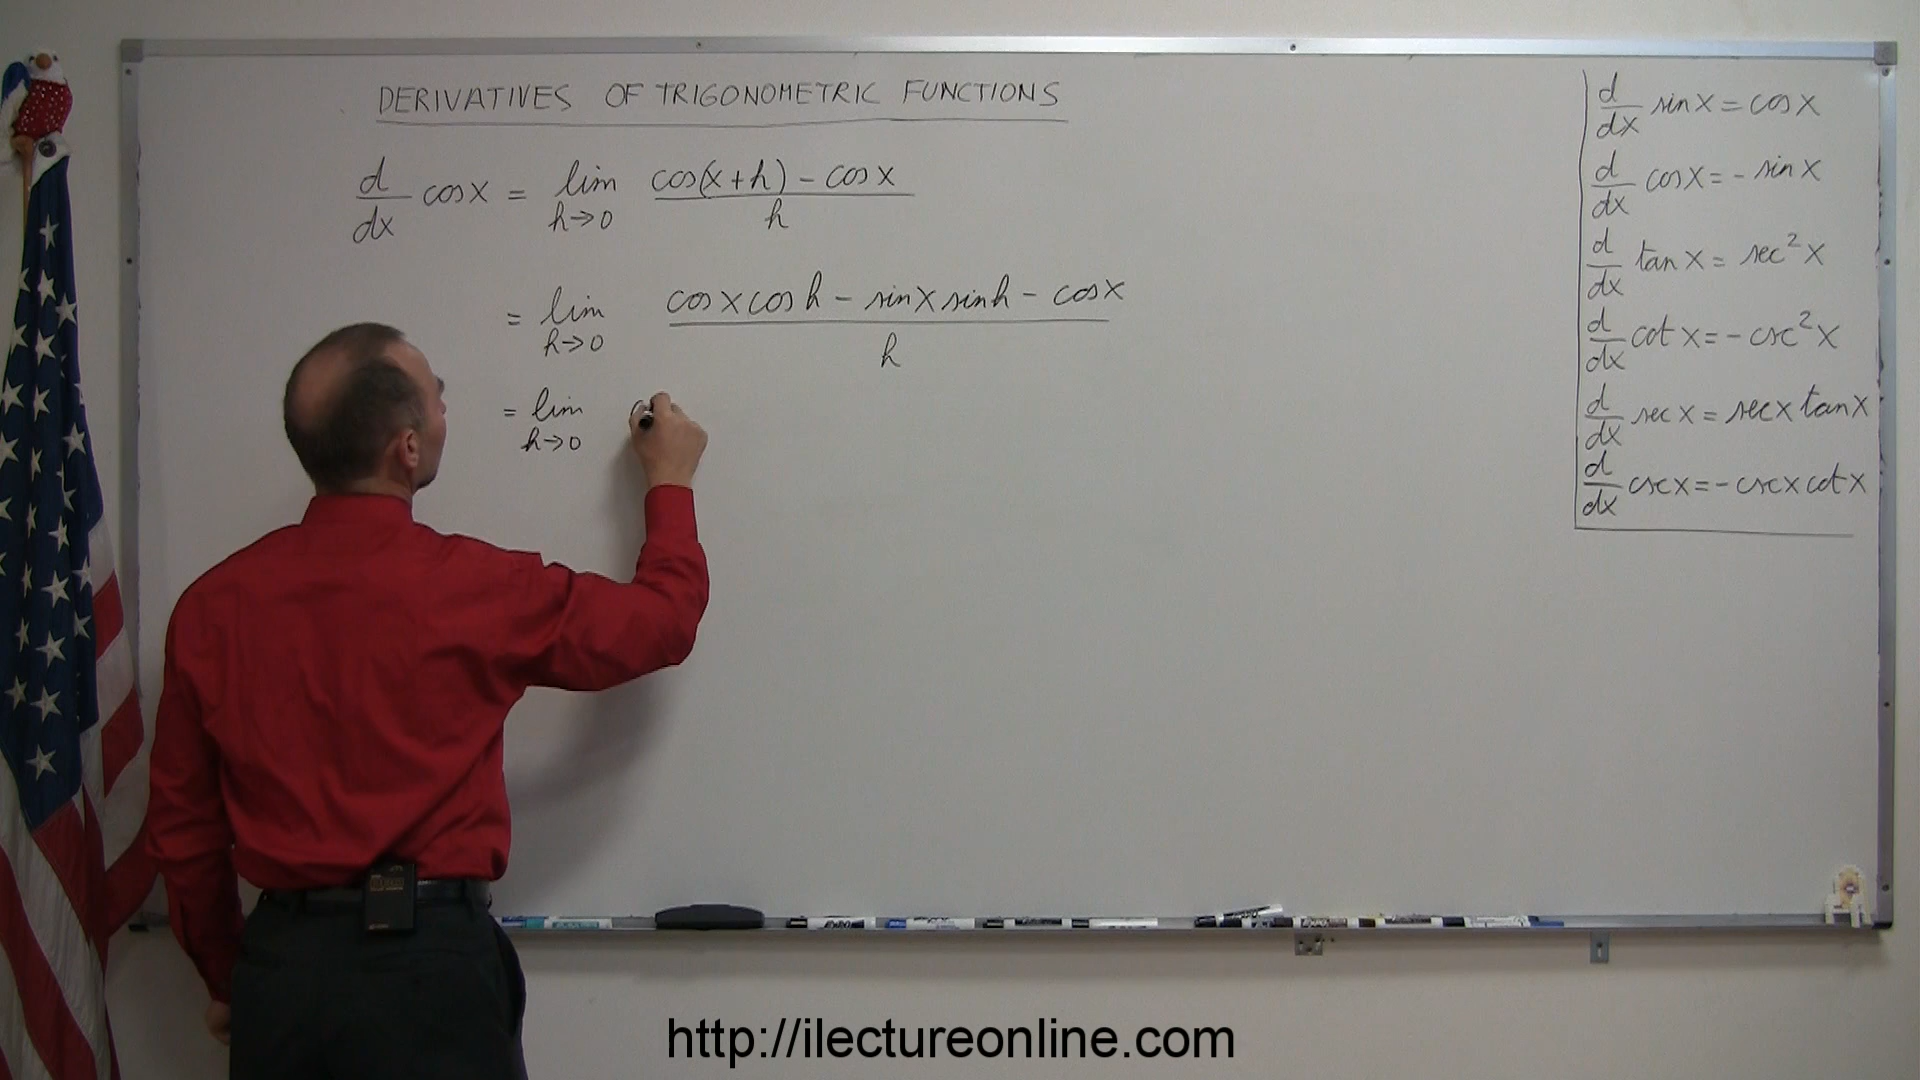 DERIVATIVES OF TRIGONOMETRIC FUNCTIONS
d/dx cos x = lim h→0 cos(x+h) - cos x / h
= lim h→0 cos x cos h - sin x sin h - cos x / h
= lim h→0
d/dx sin x = cos x
d/dx cos x = - sin x
d/dx tan x = sec² x
d/dx cot x = - csc² x
d/dx sec x = sec x tan x
d/dx csc x = - csc x cot x
EXPO
http://ilectureonline.com